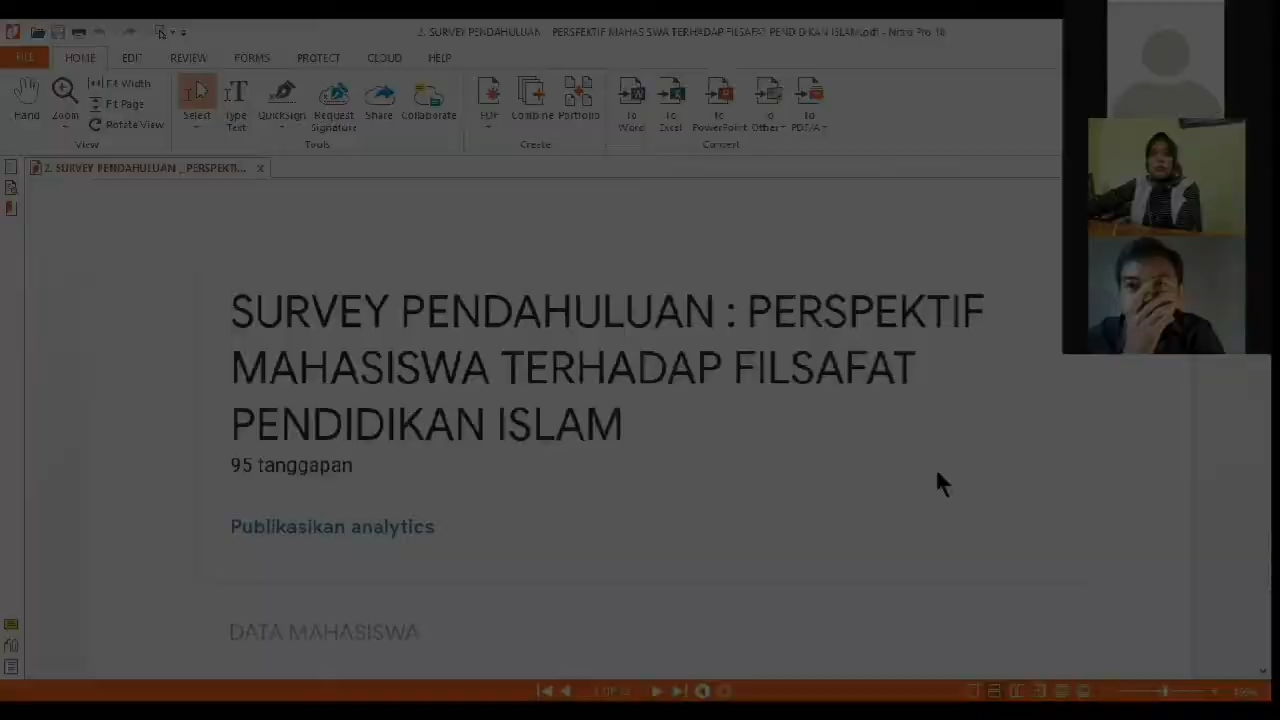 2. SURVEY PENDAHULUAN _ PERSPEKTIF MAHASISWA TERHADAP FILSAFAT PENDIDIKAN ISLAM.pdf - Nitro Pro 10
FILE HOME EDIT REVIEW FORMS PROTECT CLOUD HELP
Hand
Zoom
Fit Width
Fit Page
Rotate View
View
Select
Type Text
QuickSign
Request Signature
Share
Collaborate
Tools
PDF
Combine
Portfolio
Create
To Word
To Excel
To PowerPoint
To Other
To PDF/A
Convert
2. SURVEY PENDAHULUAN _ PERSPEKTI...
SURVEY PENDAHULUAN : PERSPEKTIF
MAHASISWA TERHADAP FILSAFAT
PENDIDIKAN ISLAM
95 tanggapan
Publikasikan analytics
DATA MAHASISWA